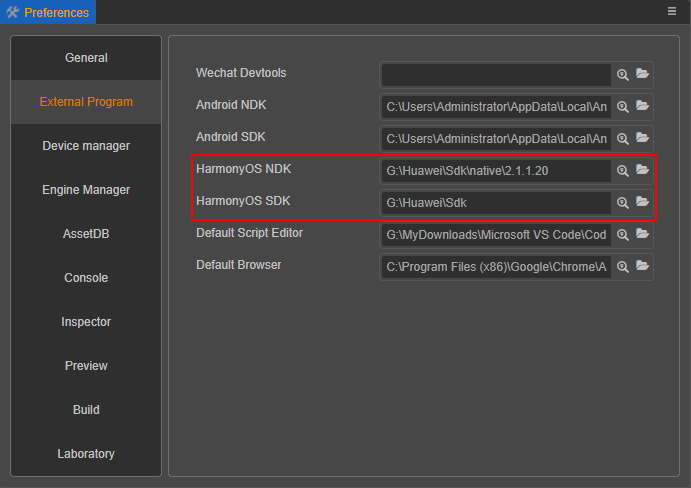 Preferences
General
External Program
Device manager
Engine Manager
AssetDB
Console
Inspector
Preview
Build
Laboratory
Wechat Devtools
Android NDK C:\Users\Administrator\AppData\Local\An
Android SDK C:\Users\Administrator\AppData\Local\An
HarmonyOS NDK G:\Huawei\Sdk\native\2.1.1.20
HarmonyOS SDK G:\Huawei\Sdk
Default Script Editor G:\MyDownloads\Microsoft VS Code\Cod
Default Browser C:\Program Files (x86)\Google\Chrome\A